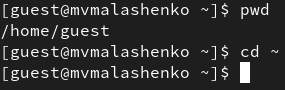 [guest@mvmalashenko ~]$ pwd
/home/guest
[guest@mvmalashenko ~]$ cd ~
[guest@mvmalashenko ~]$